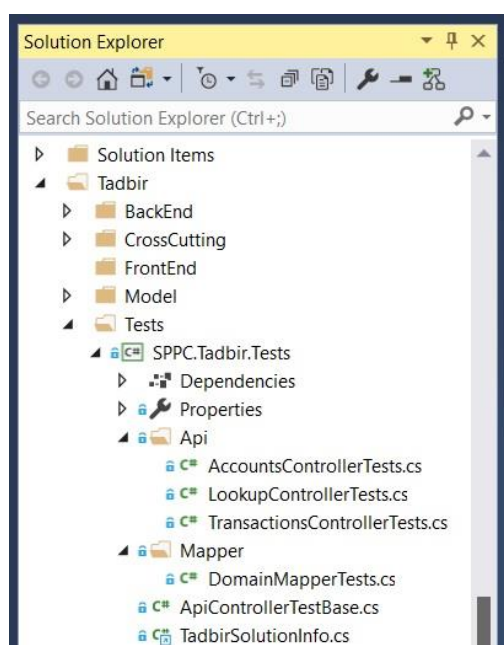 Solution Explorer
Search Solution Explorer (Ctrl+;)
Solution Items
Tadbir
BackEnd
CrossCutting
FrontEnd
Model
Tests
C# SPPC.Tadbir.Tests
Dependencies
Properties
Api
C# AccountsControllerTests.cs
C# LookupControllerTests.cs
C# TransactionsControllerTests.cs
Mapper
C# DomainMapperTests.cs
C# ApiControllerTestBase.cs
C# TadbirSolutionInfo.cs